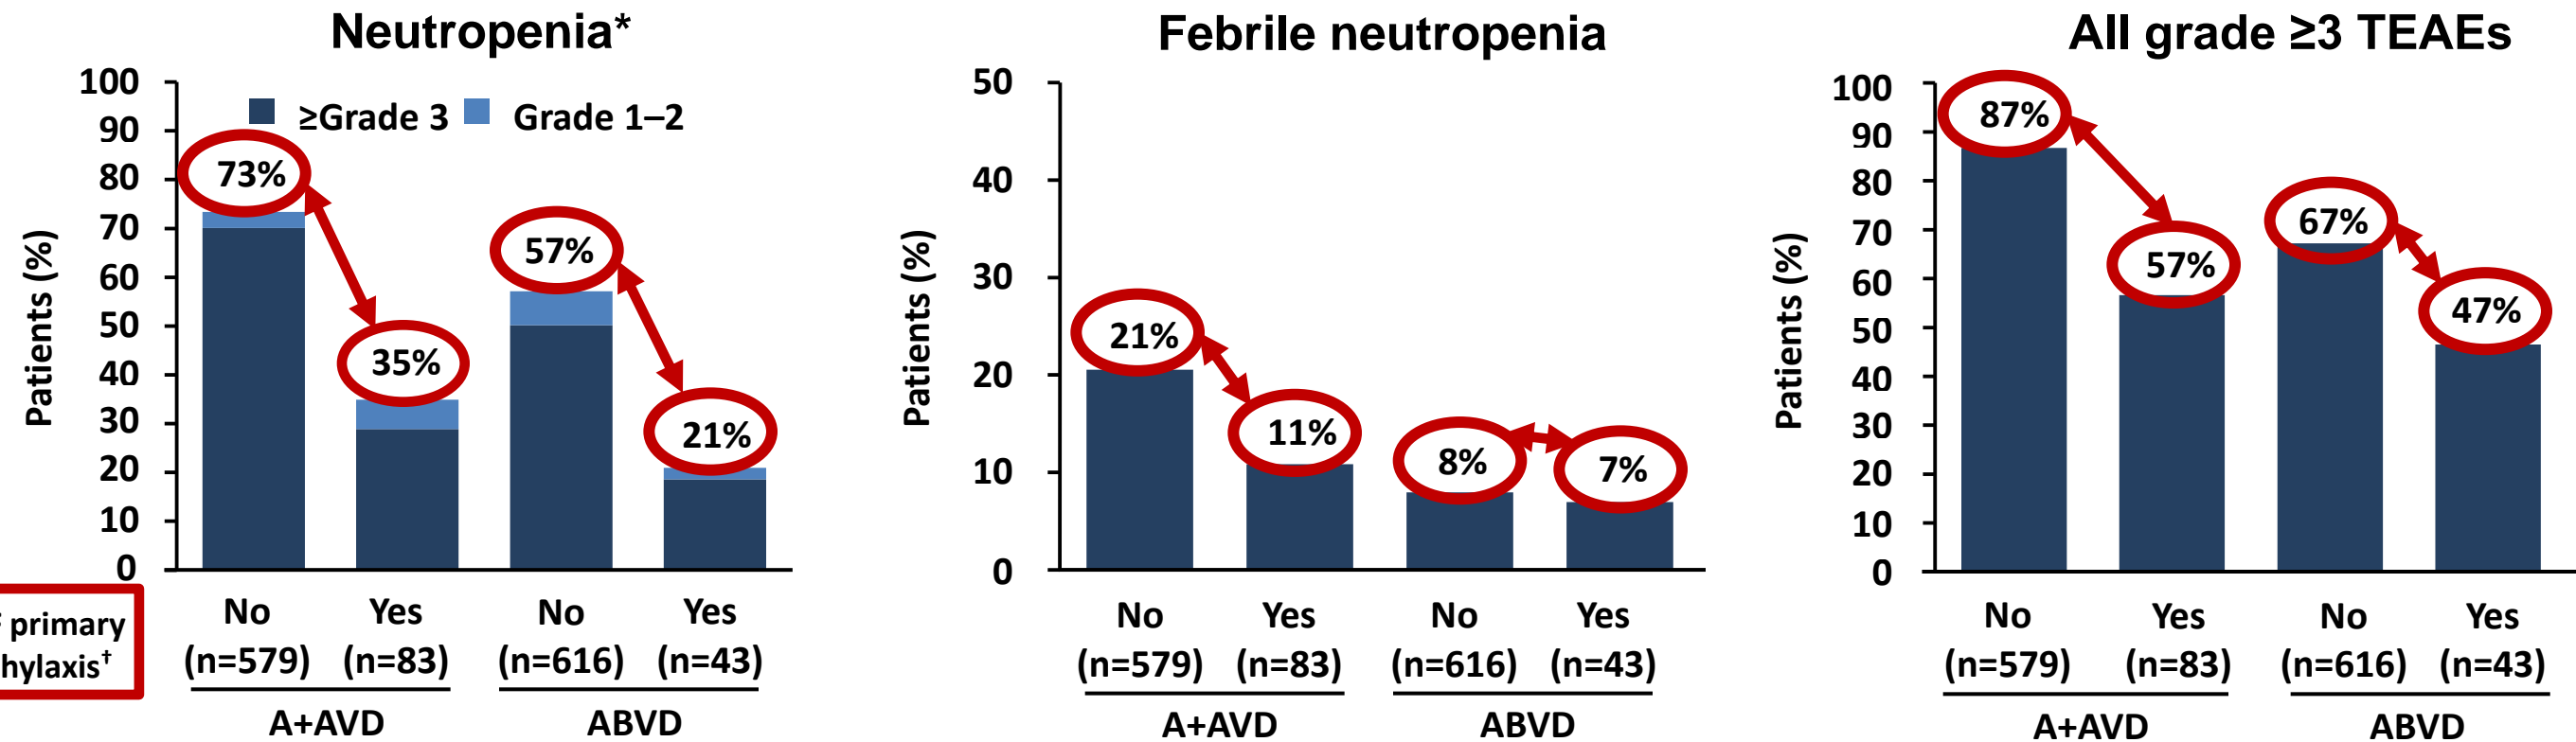 Neutropenia*
Patients (%)
100
90
80
70
60
50
40
30
20
10
0
≥Grade 3 Grade 1–2
73%
35%
57%
21%
primary
No Yes No Yes
(n=579) (n=83) (n=616) (n=43)
A+AVD ABVD
Febrile neutropenia
Patients (%)
50
40
30
20
10
0
21%
11%
8%
7%
No Yes No Yes
(n=579) (n=83) (n=616) (n=43)
A+AVD ABVD
All grade ≥3 TEAEs
Patients (%)
100
90
80
70
60
50
40
30
20
10
0
87%
57%
67%
47%
No Yes No Yes
(n=579) (n=83) (n=616) (n=43)
A+AVD ABVD